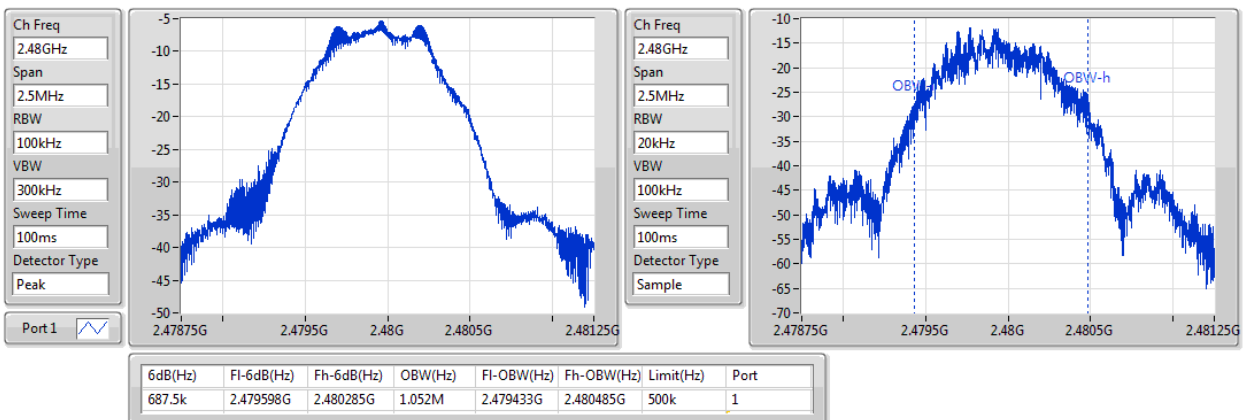 Ch Freq
2.48GHz
Span
2.5MHz
RBW
100kHz
VBW
300kHz
Sweep Time
100ms
Detector Type
Peak
Port 1
-5
-10
-15
-20
-25
-30
-35
-40
-45
-50
2.47875G 2.4795G 2.48G 2.4805G 2.48125G
Ch Freq
2.48GHz
Span
2.5MHz
RBW
20kHz
VBW
100kHz
Sweep Time
100ms
Detector Type
Sample
-10
-15
-20
-25
-30
-35
-40
-45
-50
-55
-60
-65
-70
OBW-h
2.47875G 2.4795G 2.48G 2.4805G 2.48125G
6dB(Hz) Fl-6dB(Hz) Fh-6dB(Hz) OBW(Hz) Fl-OBW(Hz) Fh-OBW(Hz) Limit(Hz) Port
687.5k 2.479598G 2.480285G 1.052M 2.479433G 2.480485G 500k 1